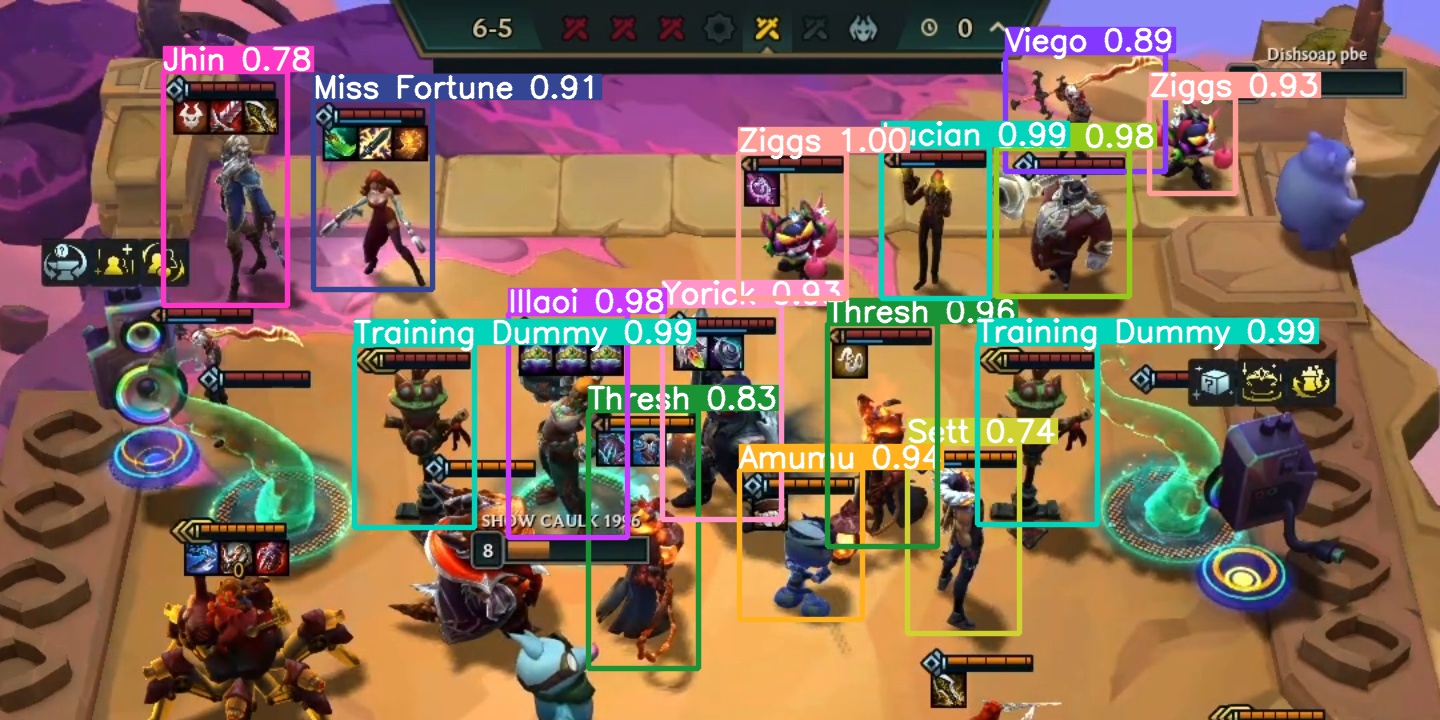 6-5
0
Dishsoap pbe
Jhin 0.78
Miss Fortune 0.91
Viego 0.89
Ziggs 0.93
Ziggs 1.00
ucian 0.99
0.98
Illaoi 0.98
Yorick 0.93
Thresh 0.96
Training Dummy 0.99
Training Dummy 0.99
Thresh 0.83
Sett 0.74
Amumu 0.94
SHOW CAULK 1996
8
0